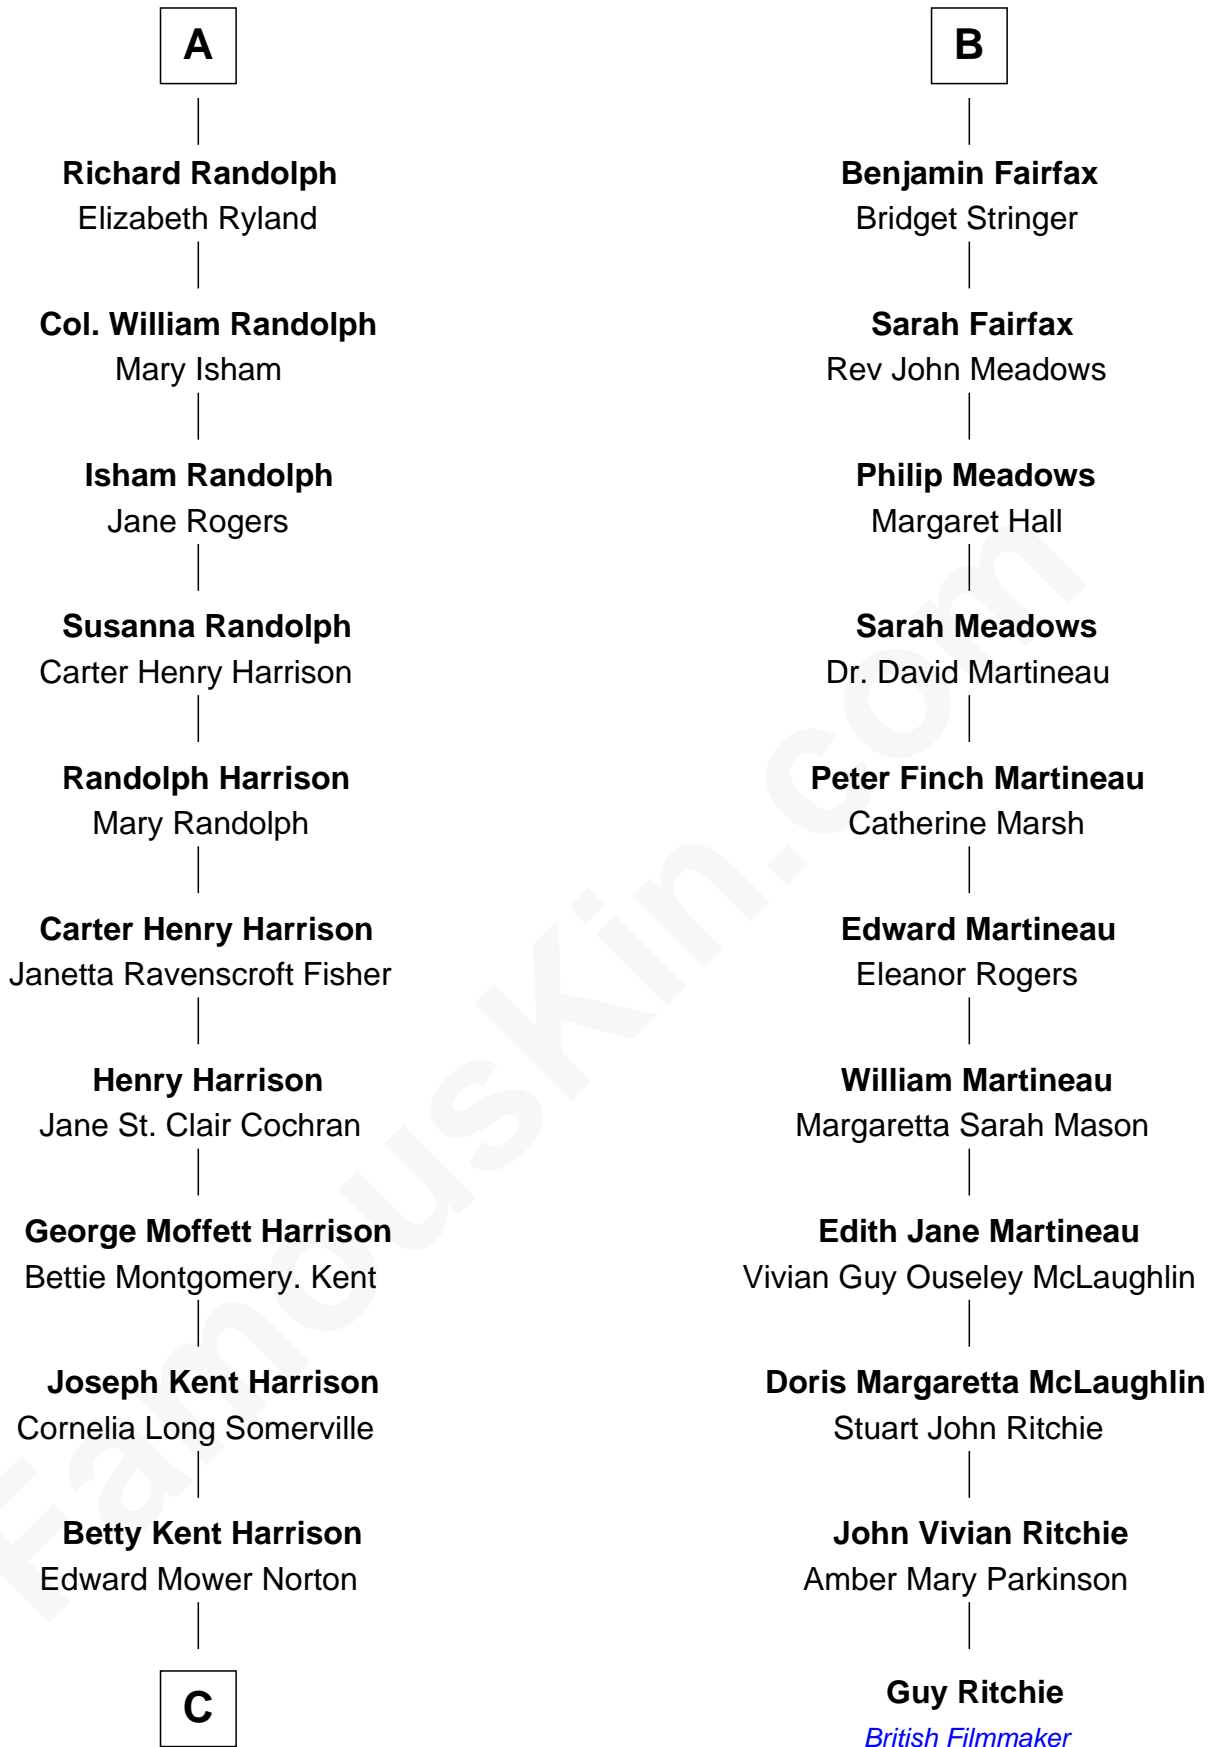 A
Richard Randolph
Elizabeth Ryland
Col. William Randolph
Mary Isham
Isham Randolph
Jane Rogers
Susanna Randolph
Carter Henry Harrison
Randolph Harrison
Mary Randolph
Carter Henry Harrison
Janetta Ravenscroft Fisher
Henry Harrison
Jane St. Clair Cochran
George Moffett Harrison
Bettie Montgomery. Kent
Joseph Kent Harrison
Cornelia Long Somerville
Betty Kent Harrison
Edward Mower Norton
C
B
Benjamin Fairfax
Bridget Stringer
Sarah Fairfax
Rev John Meadows
Philip Meadows
Margaret Hall
Sarah Meadows
Dr. David Martineau
Peter Finch Martineau
Catherine Marsh
Edward Martineau
Eleanor Rogers
William Martineau
Margaretta Sarah Mason
Edith Jane Martineau
Vivian Guy Ouseley McLaughlin
Doris Margaretta McLaughlin
Stuart John Ritchie
John Vivian Ritchie
Amber Mary Parkinson
Guy Ritchie
British Filmmaker
FamousKin.com